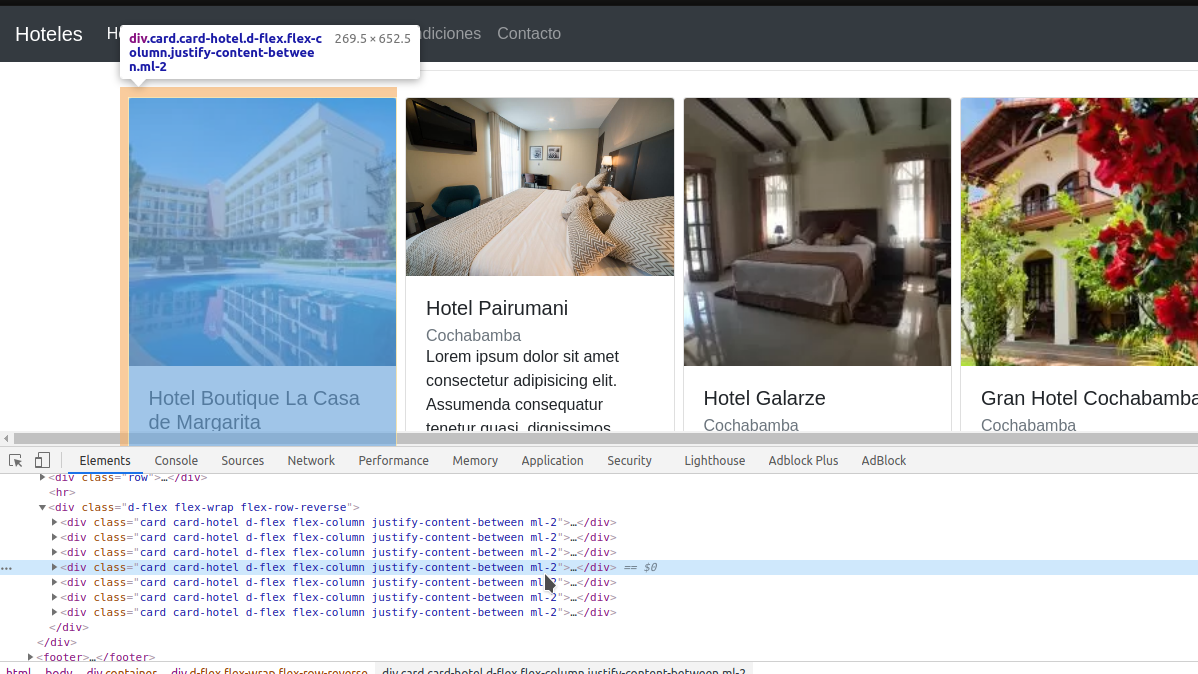 Hoteles
div.card.card-hotel.d-flex.flex-c
olumn.justify-content-betwee
n.ml-2
269.5 × 652.5
ndiciones
Contacto
Hotel Boutique La Casa
de Margarita
Hotel Pairumani
Cochabamba
Lorem ipsum dolor sit amet
consectetur adipisicing elit.
Assumenda consequatur
tenetur quasi, dignissimos
Hotel Galarze
Cochabamba
Gran Hotel Cochabamba
Cochabamba
Elements Console Sources Network Performance Memory Application Security Lighthouse Adblock Plus AdBlock
<div class="row">…</div>
<hr>
<div class="d-flex flex-wrap flex-row-reverse">
<div class="card card-hotel d-flex flex-column justify-content-between ml-2">…</div>
<div class="card card-hotel d-flex flex-column justify-content-between ml-2">…</div>
<div class="card card-hotel d-flex flex-column justify-content-between ml-2">…</div>
<div class="card card-hotel d-flex flex-column justify-content-between ml-2">…</div> == $0
<div class="card card-hotel d-flex flex-column justify-content-between ml-2">…</div>
<div class="card card-hotel d-flex flex-column justify-content-between ml-2">…</div>
<div class="card card-hotel d-flex flex-column justify-content-between ml-2">…</div>
</div>
</div>
<footer>…</footer>
html body div.container div.d-flex.flex-wrap.flex-row-reverse div.card.card-hotel.d-flex.flex-column.justify-content-between.ml-2